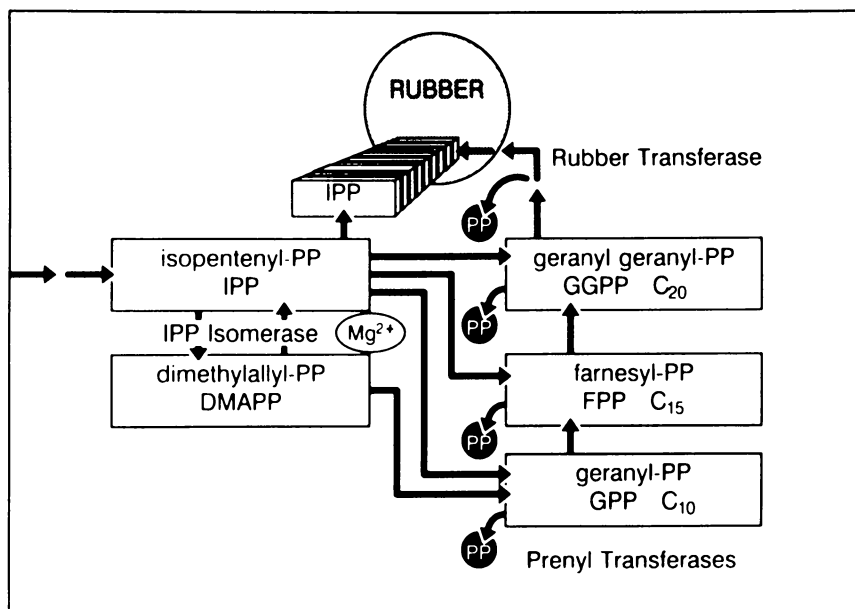 RUBBER
Rubber Transferase
IPP
PP
isopentenyl-PP
IPP
geranyl geranyl-PP
GGPP C₂₀
PP
IPP Isomerase
Mg²⁺
dimethylallyl-PP
DMAPP
farnesyl-PP
FPP C₁₅
PP
geranyl-PP
GPP C₁₀
PP
Prenyl Transferases